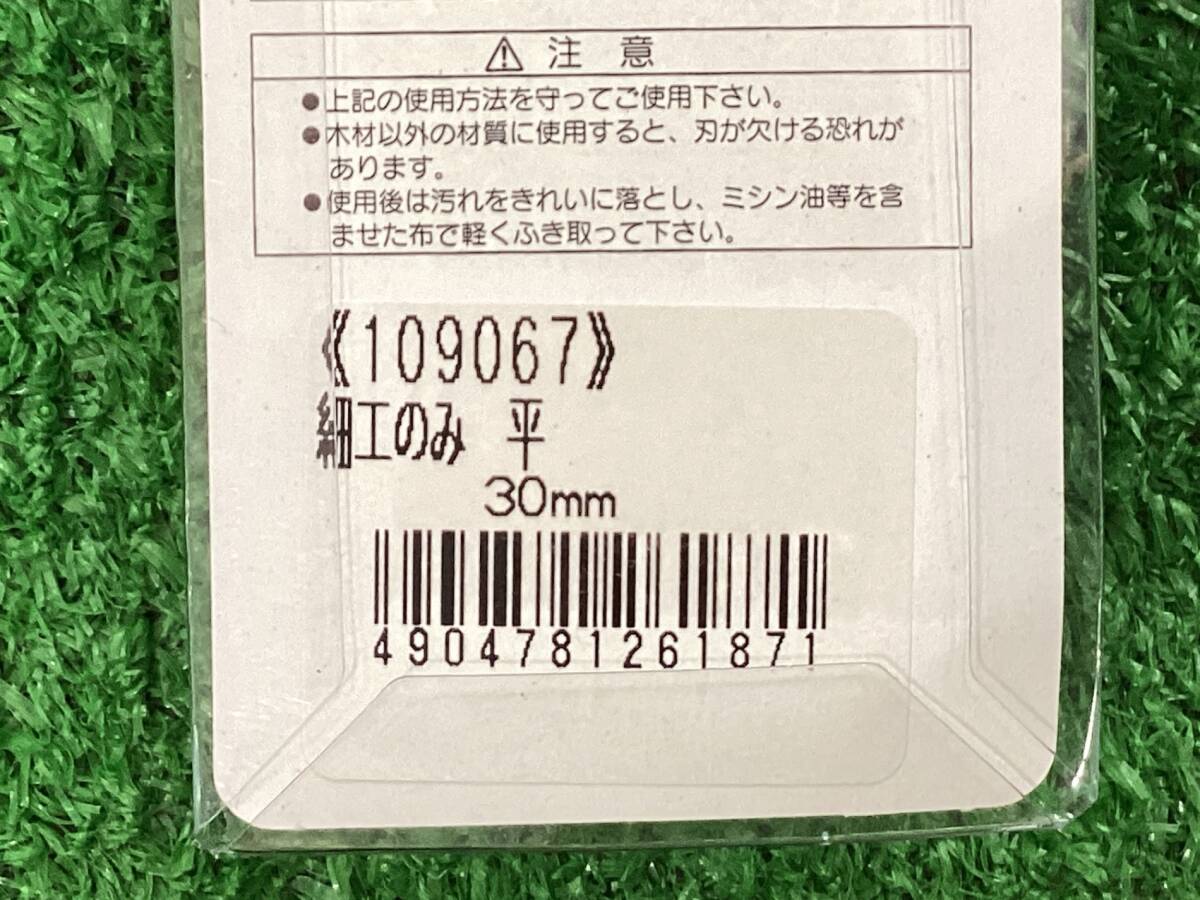 ⚠ 注 意
●上記の使用方法を守ってご使用下さい。
●木材以外の材質に使用すると、刃が欠ける恐れが
あります。
●使用後は汚れをきれいに落とし、ミシン油等を含
ませた布で軽くふき取って下さい。
《109067》
細工のみ 平
30mm
4904781261871